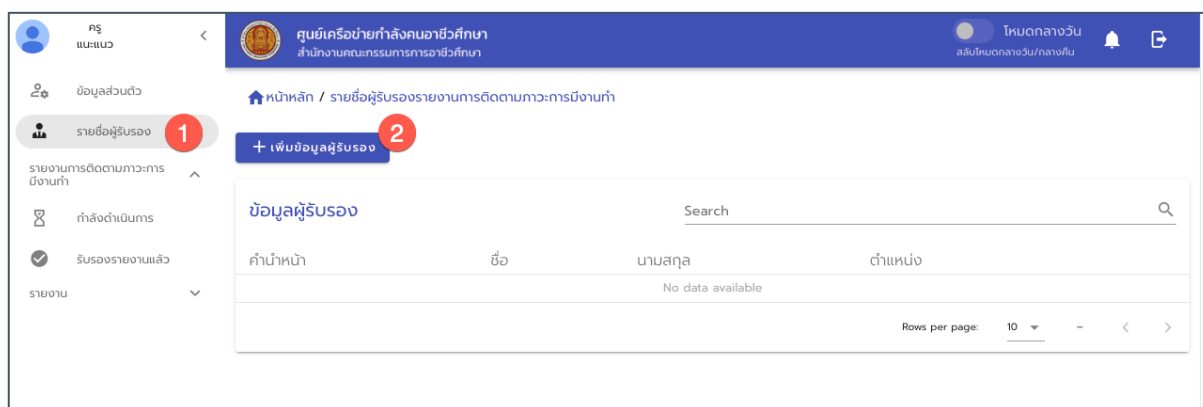 ครู
แนะแนว
ศูนย์เครือข่ายกำลังคนอาชีวศึกษา
สำนักงานคณะกรรมการการอาชีวศึกษา
โหมดกลางวัน
สลับโหมดกลางวัน/กลางคืน
ข้อมูลส่วนตัว
รายชื่อผู้รับรอง
1
รายงานการติดตามภาวะการ
มีงานทำ
กำลังดำเนินการ
รับรองรายงานแล้ว
รายงาน
หน้าหลัก / รายชื่อผู้รับรองรายงานการติดตามภาวะการมีงานทำ
+ เพิ่มข้อมูลผู้รับรอง
2
ข้อมูลผู้รับรอง
Search
คำนำหน้า ชื่อ นามสกุล ตำแหน่ง
No data available
Rows per page: 10 –